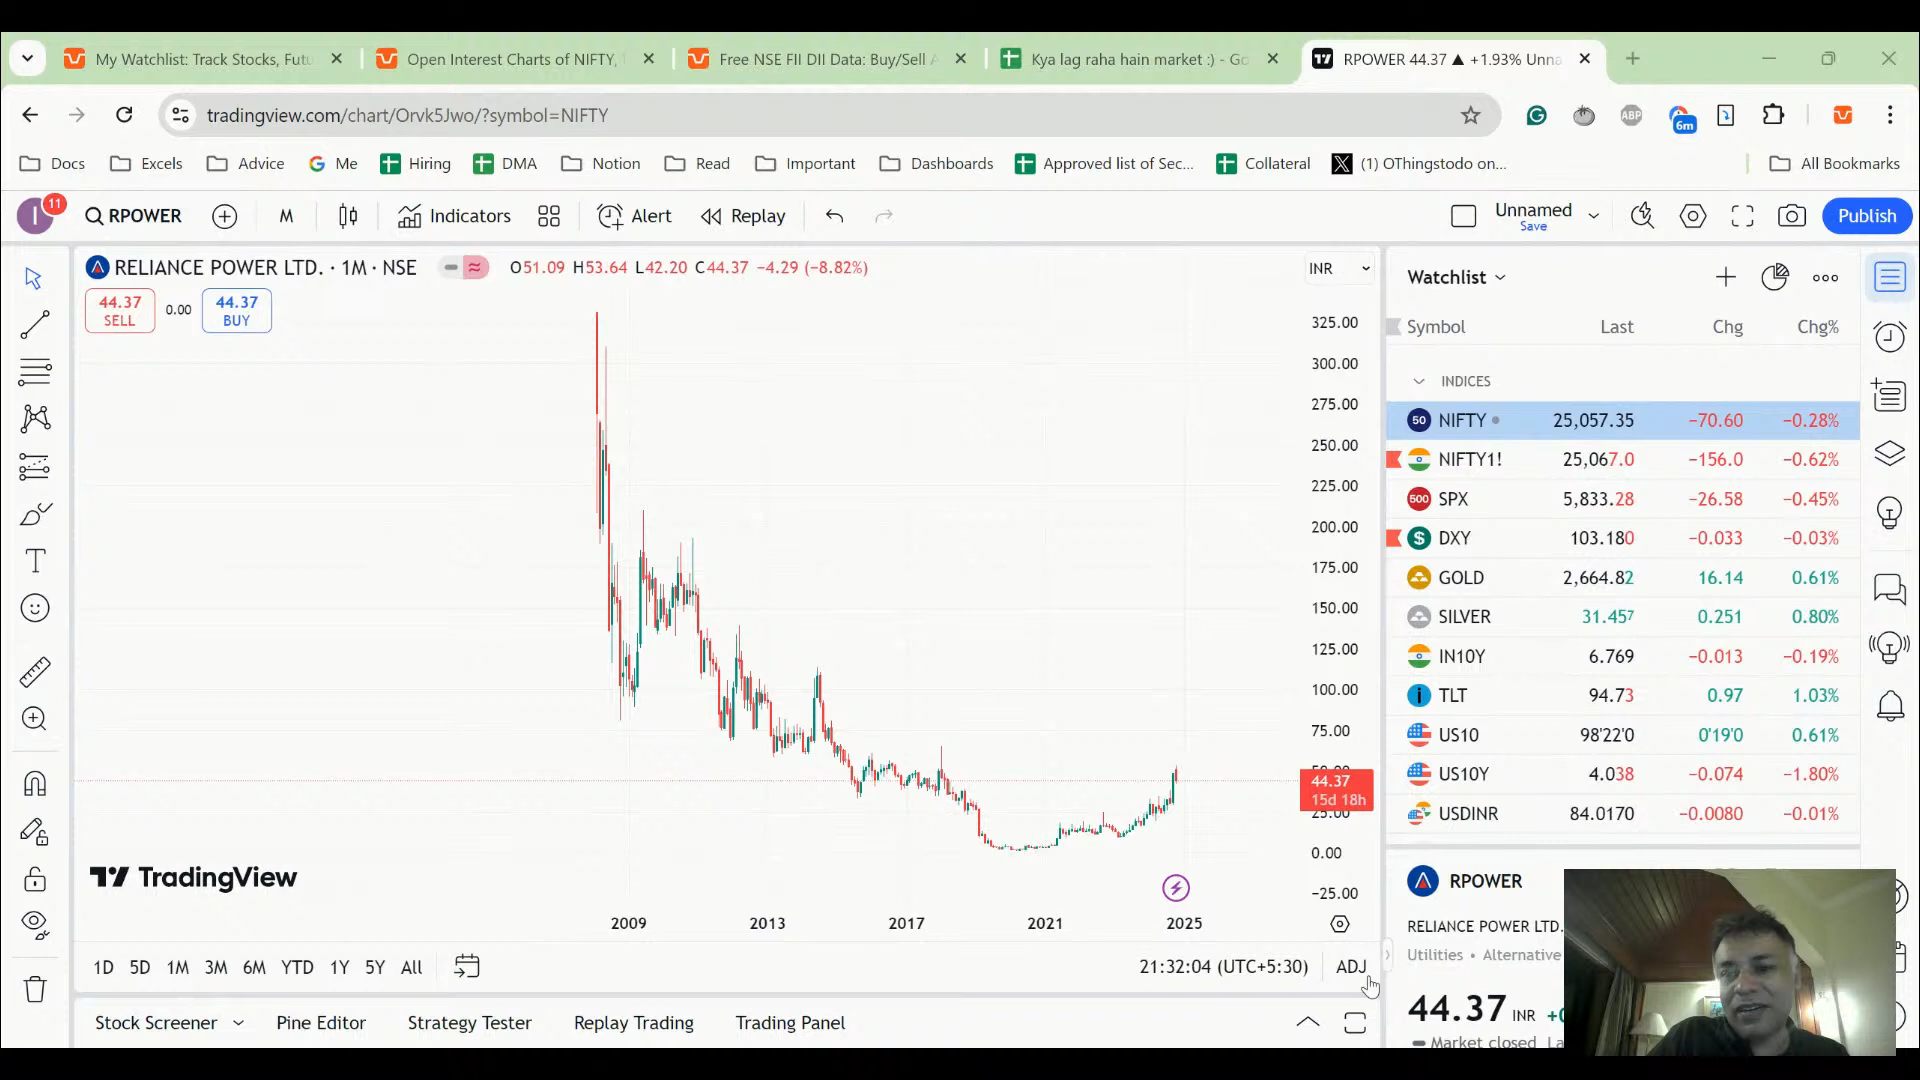 My Watchlist: Track Stocks, Futu
Open Interest Charts of NIFTY,
Free NSE FII DII Data: Buy/Sell A
Kya lag raha hain market :) - Go
RPOWER 44.37 ▲ +1.93% Unna
tradingview.com/chart/Orvk5Jwo/?symbol=NIFTY
ABP
6m
Docs
Excels
Advice
Me
Hiring
DMA
Notion
Read
Important
Dashboards
Approved list of Sec...
Collateral
(1) OThingstodo on...
All Bookmarks
I
11
RPOWER
M
Indicators
Alert
Replay
Unnamed
Save
Publish
RELIANCE POWER LTD. · 1M · NSE
O51.09 H53.64 L42.20 C44.37 −4.29 (−8.82%)
INR
44.37
SELL
0.00
44.37
BUY
325.00
300.00
275.00
250.00
225.00
200.00
175.00
150.00
125.00
100.00
75.00
44.37
15d 18h
25.00
0.00
−25.00
TradingView
2009
2013
2017
2021
2025
1D
5D
1M
3M
6M
YTD
1Y
5Y
All
21:32:04 (UTC+5:30)
ADJ
Stock Screener
Pine Editor
Strategy Tester
Replay Trading
Trading Panel
Watchlist
Symbol Last Chg Chg%
INDICES
50 NIFTY 25,057.35 −70.60 −0.28%
NIFTY1! 25,067.0 −156.0 −0.62%
500 SPX 5,833.28 −26.58 −0.45%
$ DXY 103.180 −0.033 −0.03%
GOLD 2,664.82 16.14 0.61%
SILVER 31.457 0.251 0.80%
IN10Y 6.769 −0.013 −0.19%
i TLT 94.73 0.97 1.03%
US10 98'22'0 0'19'0 0.61%
US10Y 4.038 −0.074 −1.80%
USDINR 84.0170 −0.0080 −0.01%
RPOWER
RELIANCE POWER LTD.
Utilities • Alternative
44.37 INR
Market closed